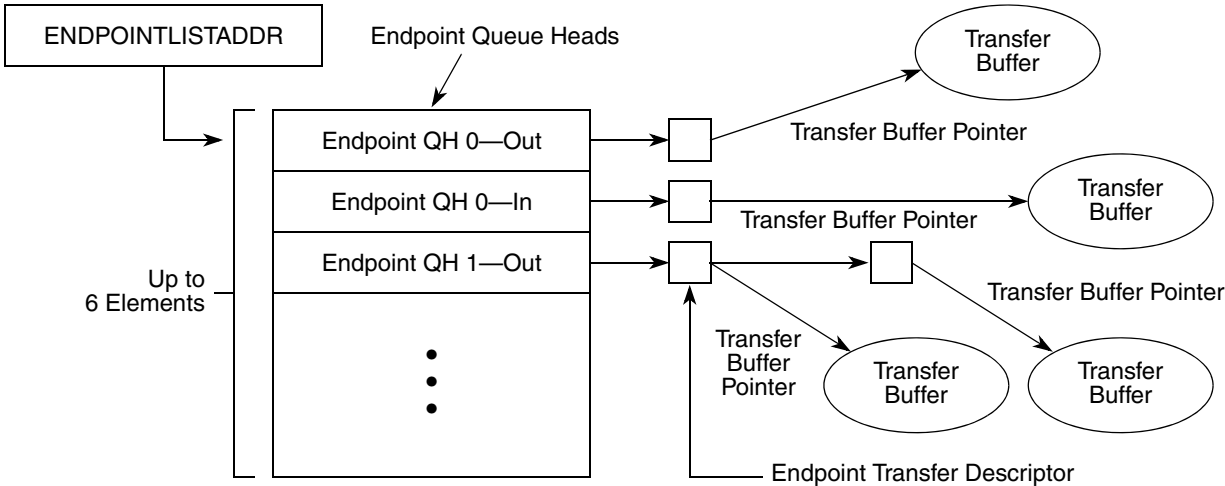 ENDPOINTLISTADDR
Endpoint Queue Heads
Transfer
Buffer
Endpoint QH 0—Out
Transfer Buffer Pointer
Endpoint QH 0—In
Transfer Buffer Pointer
Transfer
Buffer
Endpoint QH 1—Out
Up to
6 Elements
Transfer Buffer Pointer
Transfer
Buffer
Pointer
Transfer
Buffer
Transfer
Buffer
Endpoint Transfer Descriptor